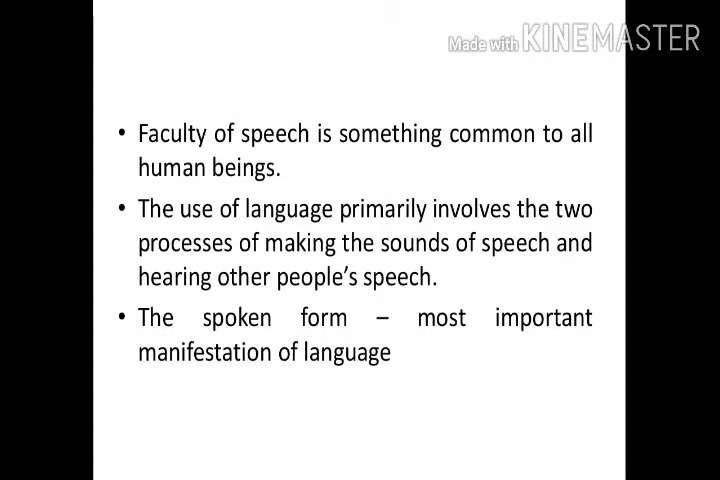 Made with KINEMASTER
• Faculty of speech is something common to all
human beings.
• The use of language primarily involves the two
processes of making the sounds of speech and
hearing other people's speech.
• The spoken form – most important
manifestation of language